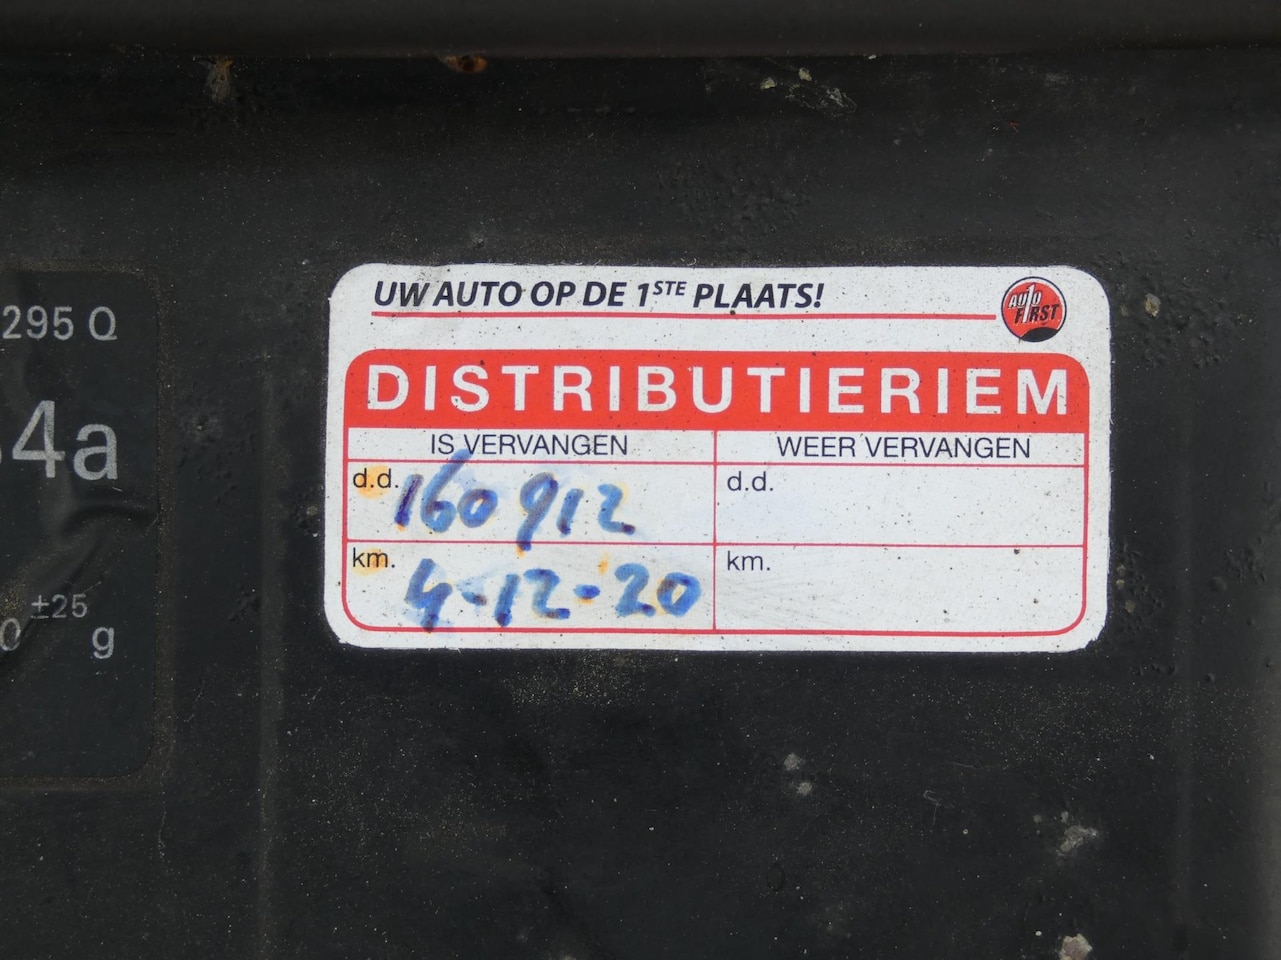 UW AUTO OP DE 1STE PLAATS!
AUTO FIRST
DISTRIBUTIERIEM
IS VERVANGEN WEER VERVANGEN
d.d. 160912 d.d.
km. 4-12-20 km.
295 Q
4a
±25
0 g